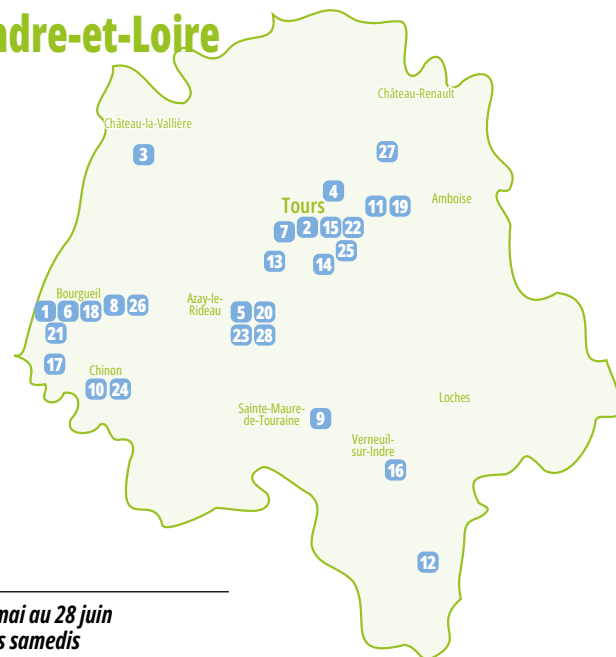 ndre-et-Loire
Château-Renault
Château-la-Vallière
3
27
4
Amboise
11 19
Tours
7 2 15 22
25
13 14
Bourgueil
1 6 18 8 26
21
Azay-le-
Rideau
5 20
23 28
17
Chinon
10 24
Loches
Sainte-Maure-
de-Touraine
9
Verneuil-
sur-Indre
16
12
mai au 28 juin
s samedis